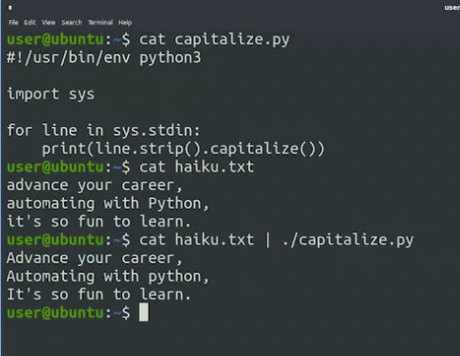 user
File Edit View Search Terminal Help
user@ubuntu:~$ cat capitalize.py
#!/usr/bin/env python3
import sys
for line in sys.stdin:
    print(line.strip().capitalize())
user@ubuntu:~$ cat haiku.txt
advance your career,
automating with Python,
it's so fun to learn.
user@ubuntu:~$ cat haiku.txt | ./capitalize.py
Advance your career,
Automating with python,
It's so fun to learn.
user@ubuntu:~$